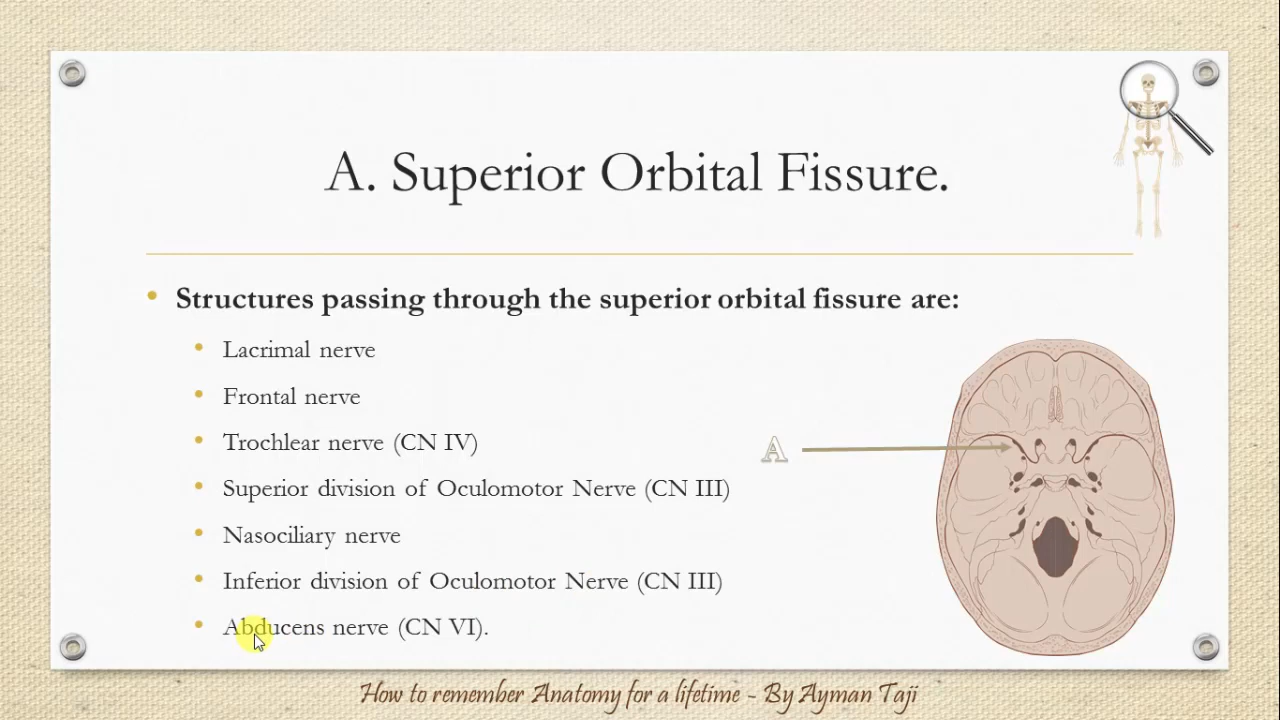 A. Superior Orbital Fissure.
Structures passing through the superior orbital fissure are:
Lacrimal nerve
Frontal nerve
Trochlear nerve (CN IV)
A
Superior division of Oculomotor Nerve (CN III)
Nasociliary nerve
Inferior division of Oculomotor Nerve (CN III)
Abducens nerve (CN VI).
How to remember Anatomy for a lifetime - By Ayman Taji